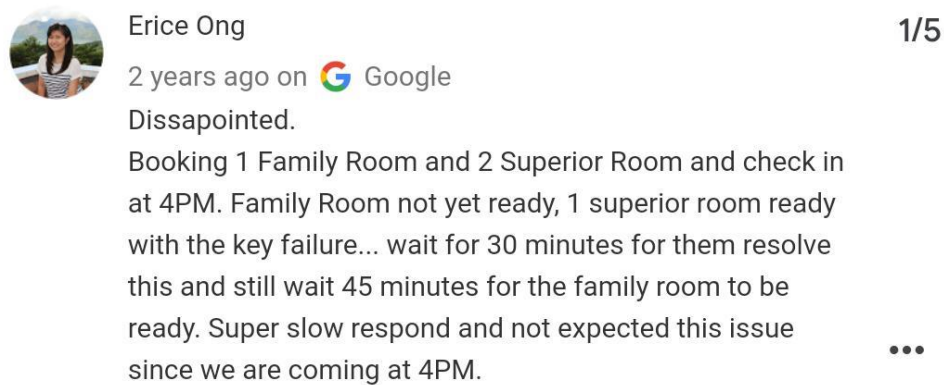 Erice Ong
1/5
2 years ago on Google
Dissapointed.
Booking 1 Family Room and 2 Superior Room and check in
at 4PM. Family Room not yet ready, 1 superior room ready
with the key failure... wait for 30 minutes for them resolve
this and still wait 45 minutes for the family room to be
ready. Super slow respond and not expected this issue
since we are coming at 4PM.